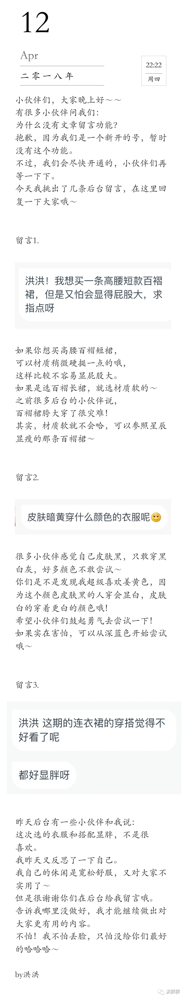 12
Apr
二零一八年
22:22
周四
小伙伴们，大家晚上好～～
有很多小伙伴问我们：
为什么没有文章留言功能？
抱歉，因为我们是一个新开的号，暂时
没有这个功能。
不过，我们会尽快开通的，小伙伴们再
等一下下。
今天我挑出了几条后台留言，在这里回
复一下大家哦～
留言1.
洪洪！我想买一条高腰短款百褶
裙，但是又怕会显得屁股大，求
指点呀
如果你想买高腰百褶短裙，
可以材质稍微硬挺一点的哦，
这样比较不容易显屁股大。
如果是选百褶长裙，就选材质软的～
之前很多后台的小伙伴说，
百褶裙胯大穿了很灾难！
其实，材质软就不会哈，可以参照星辰
显瘦的那条百褶裙～
留言2.
皮肤暗黄穿什么颜色的衣服呢🙂
很多小伙伴感觉自己皮肤黑，只敢穿黑
白灰，好多颜色不敢尝试～
你们是不是发现我超级喜欢姜黄色，因
为这个颜色皮肤黑的人穿会显白，皮肤
白的穿着更白的颜色哦！
希望小伙伴们鼓起勇气去尝试一下！
如果实在害怕，可以从深蓝色开始尝试
哦～
留言3.
洪洪 这期的连衣裙的穿搭觉得不
好看了呢
都好显胖呀
昨天后台有一些小伙伴和我说：
这次选的衣服和搭配显胖，不是很
喜欢。
我昨天又反思了一下自己。
我自己的休闲是宽松舒服，又对大家不
实用了～
但是很谢谢你们在后台给我留言哦。
告诉我哪里没做好，我才能继续做出对
大家更有用的内容。
不怕！我不怕丢脸，只怕没给你们最好
的哈哈哈～
by洪洪
洪胖胖